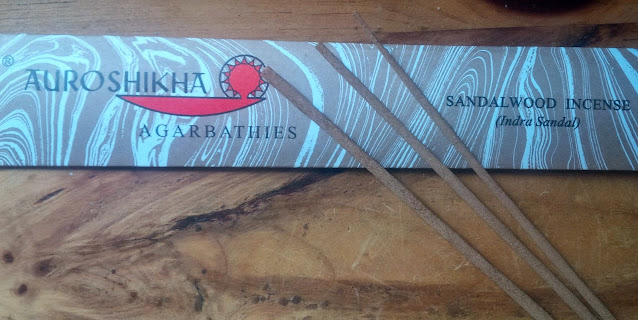 ® AUROSHIKHA
AGARBATHIES
SANDALWOOD INCENSE
(Indra Sandal)